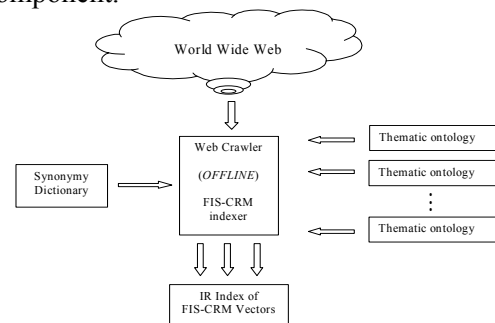 omponent.
World Wide Web
Web Crawler
(OFFLINE)
FIS-CRM
indexer
Synonymy
Dictionary
Thematic ontology
Thematic ontology
Thematic ontology
IR Index of
FIS-CRM Vectors